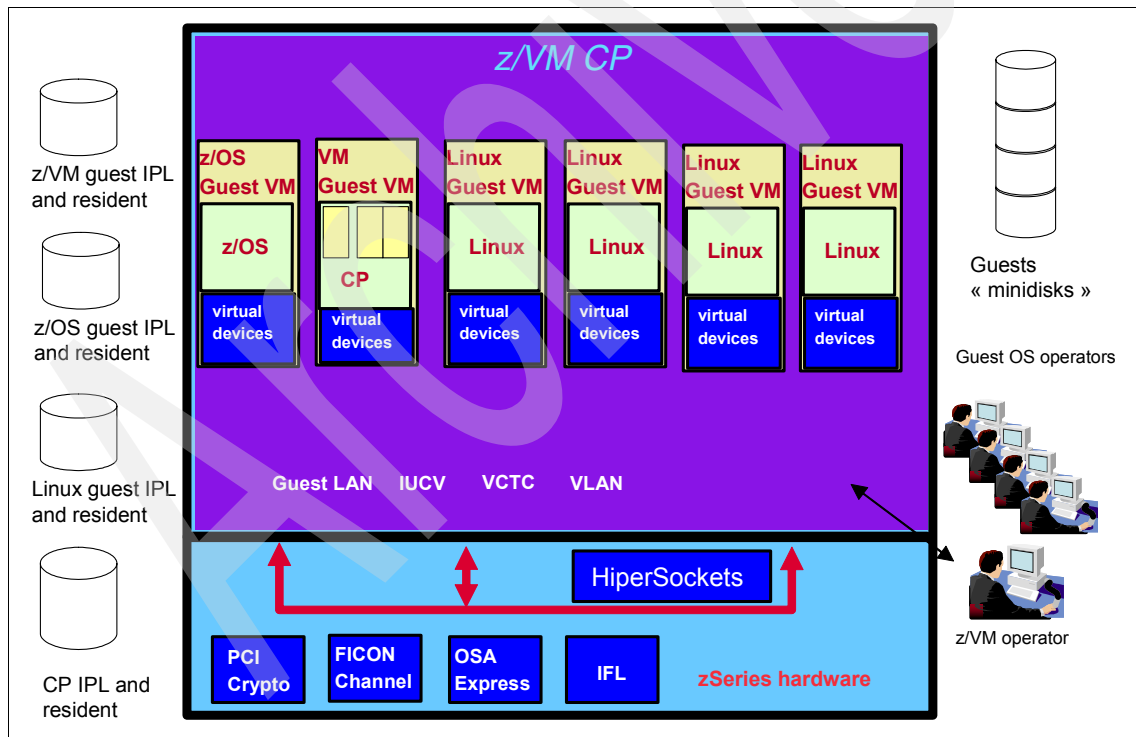 z/VM CP
z/VM guest IPL
and resident
z/OS guest IPL
and resident
Linux guest IPL
and resident
CP IPL and
resident
z/OS
Guest VM
z/OS
virtual
devices
VM
Guest VM
CP
virtual
devices
Linux
Guest VM
Linux
virtual
devices
Linux
Guest VM
Linux
virtual
devices
Linux
Guest VM
Linux
virtual
devices
Linux
Guest VM
Linux
virtual
devices
Guest LAN IUCV VCTC VLAN
HiperSockets
PCI
Crypto
FICON
Channel
OSA
Express
IFL
zSeries hardware
Guests
« minidisks »
Guest OS operators
z/VM operator
Archivo